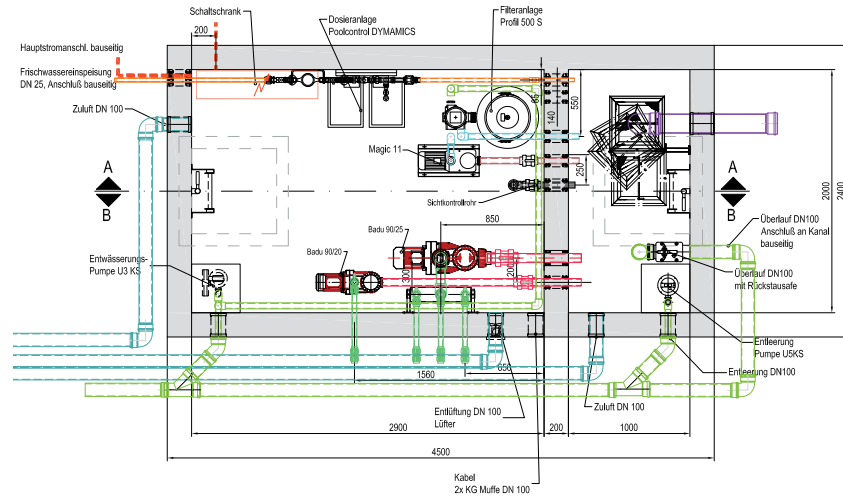 Schaltschrank
Dosieranlage
Poolcontrol DYMAMICS
Filteranlage
Profil 500 S
200
Hauptstromanschl. bauseitig
Frischwassereinspeisung
DN 25, Anschluß bauseitig
Zuluft DN 100
65
140
550
Magic 11
250
Sichtkontrollrohr
A
B
A
B
2000
2400
850
Badu 90/25
Badu 90/20
300
200
Entwässerungs-
Pumpe U3 KS
Überlauf DN100
Anschluß an Kanal
bauseitig
Überlauf DN100
mit Rückstausafe
Entleerung
Pumpe U5KS
Entleerung DN100
650
1560
Entlüftung DN 100
Lüfter
Zuluft DN 100
2900
200
1000
4500
Kabel
2x KG Muffe DN 100